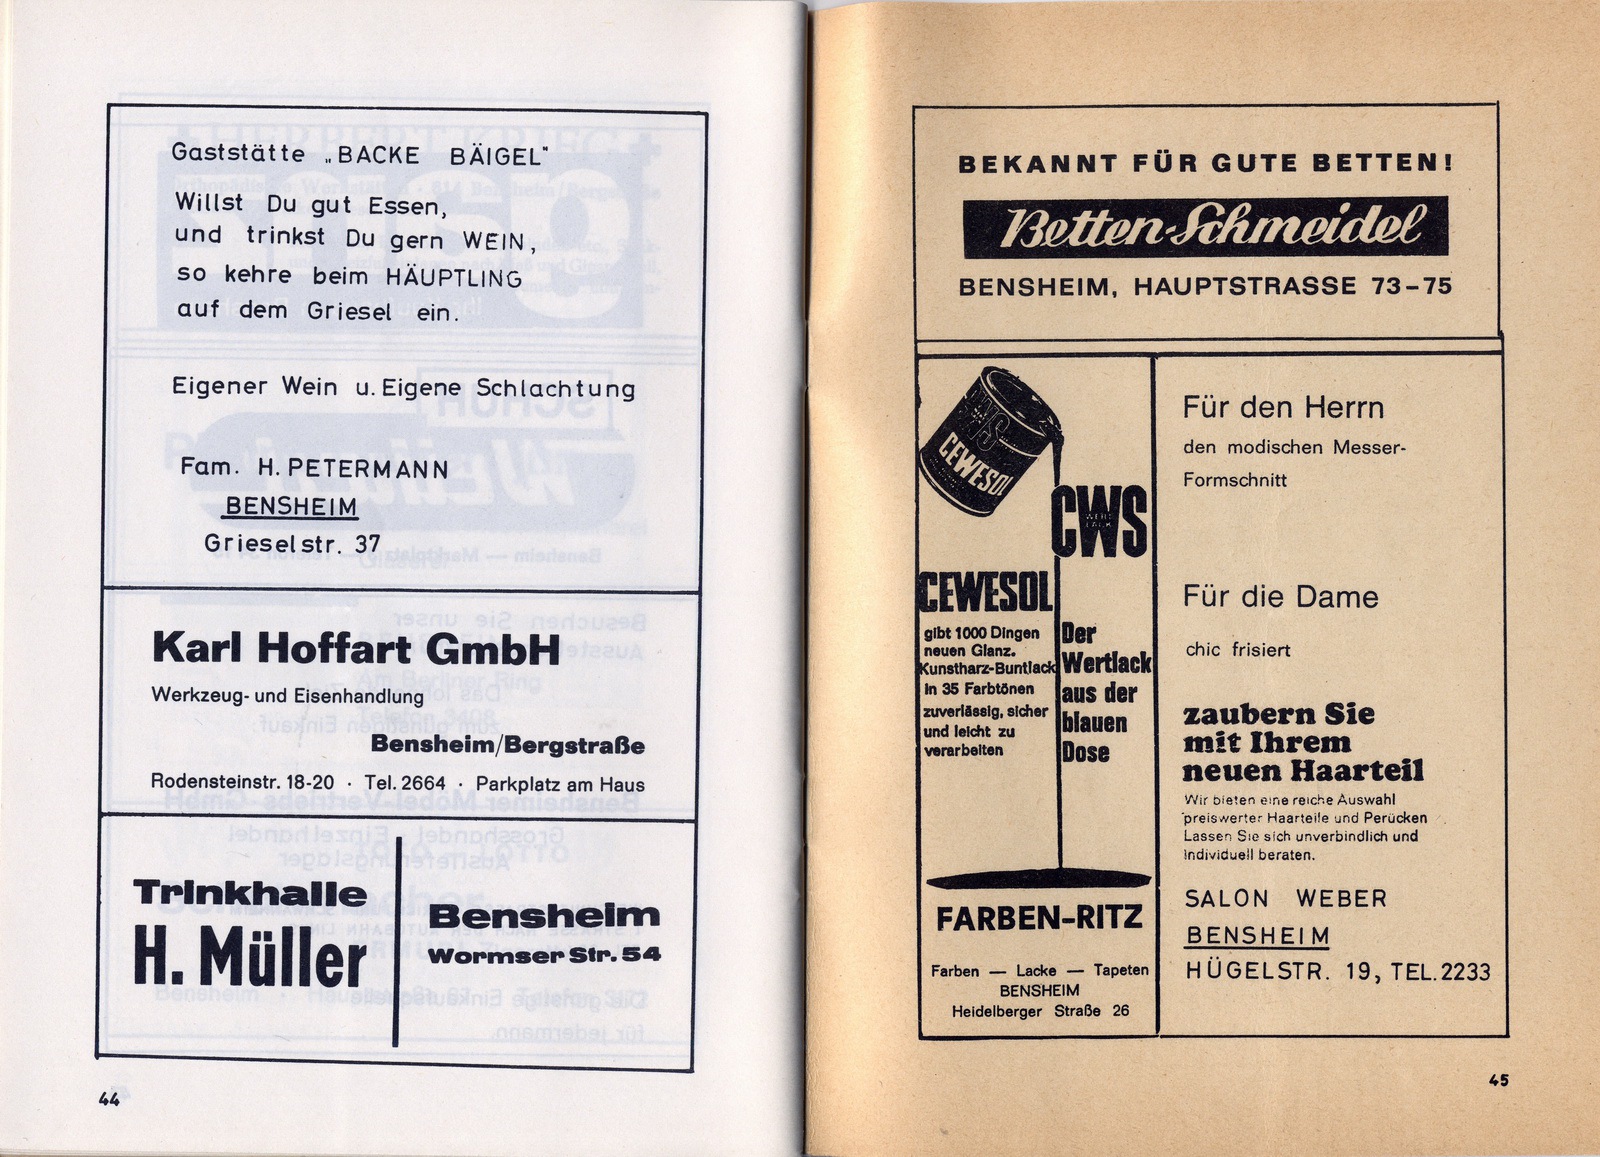 Gaststätte „BACKE BÄIGEL"
Willst Du gut Essen,
und trinkst Du gern WEIN,
so kehre beim HÄUPTLING
auf dem Griesel ein.
Eigener Wein u. Eigene Schlachtung
Fam. H. PETERMANN
BENSHEIM
Grieselstr. 37
Karl Hoffart GmbH
Werkzeug- und Eisenhandlung
Bensheim/Bergstraße
Rodensteinstr. 18-20 · Tel. 2664 · Parkplatz am Haus
Trinkhalle
H. Müller
Bensheim
Wormser Str. 54
44
BEKANNT FÜR GUTE BETTEN!
Betten-Schmeidel
BENSHEIM, HAUPTSTRASSE 73-75
CWS
CEWESOL
CWS
WERT
LACK
CEWESOL
gibt 1000 Dingen
neuen Glanz.
Kunstharz-Buntlack
in 35 Farbtönen
zuverlässig, sicher
und leicht zu
verarbeiten
Der
Wertlack
aus der
blauen
Dose
FARBEN-RITZ
Farben — Lacke — Tapeten
BENSHEIM
Heidelberger Straße 26
Für den Herrn
den modischen Messer-
Formschnitt
Für die Dame
chic frisiert
zaubern Sie
mit Ihrem
neuen Haarteil
Wir bieten eine reiche Auswahl
preiswerter Haarteile und Perücken
Lassen Sie sich unverbindlich und
individuell beraten.
SALON WEBER
BENSHEIM
HÜGELSTR. 19, TEL. 2233
45